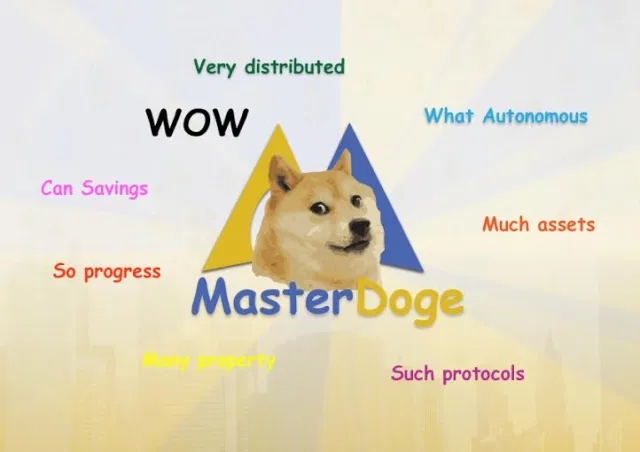 Very distributed
WOW
What Autonomous
Can Savings
Much assets
So progress
MasterDoge
Many property
Such protocols